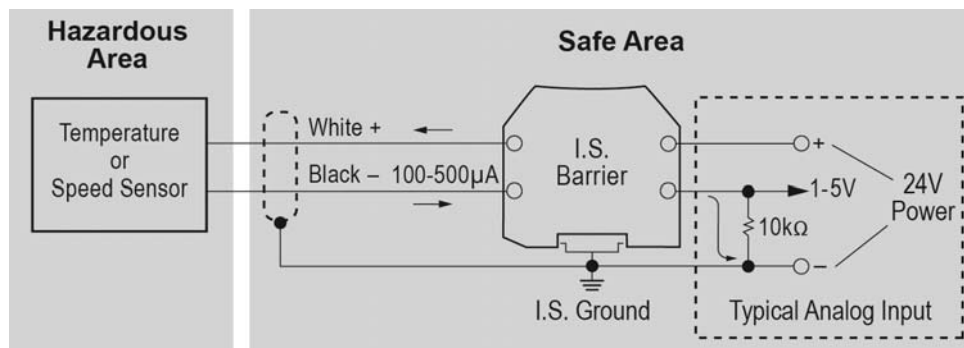 Hazardous
Area
Safe Area
Temperature
or
Speed Sensor
White +
Black – 100-500µA
I.S.
Barrier
+
1-5V
24V
Power
10kΩ
–
I.S. Ground
Typical Analog Input